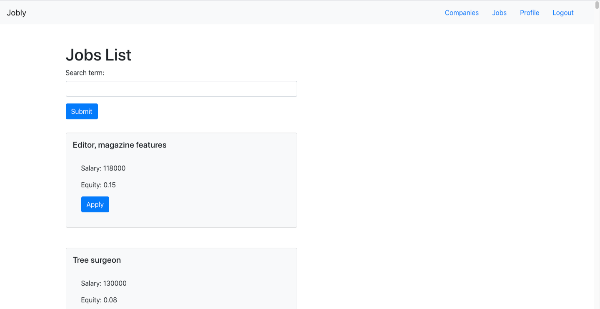 Jobly
Companies Jobs Profile Logout
Jobs List
Search term:
Submit
Editor, magazine features
Salary: 118000
Equity: 0.15
Apply
Tree surgeon
Salary: 130000
Equity: 0.08